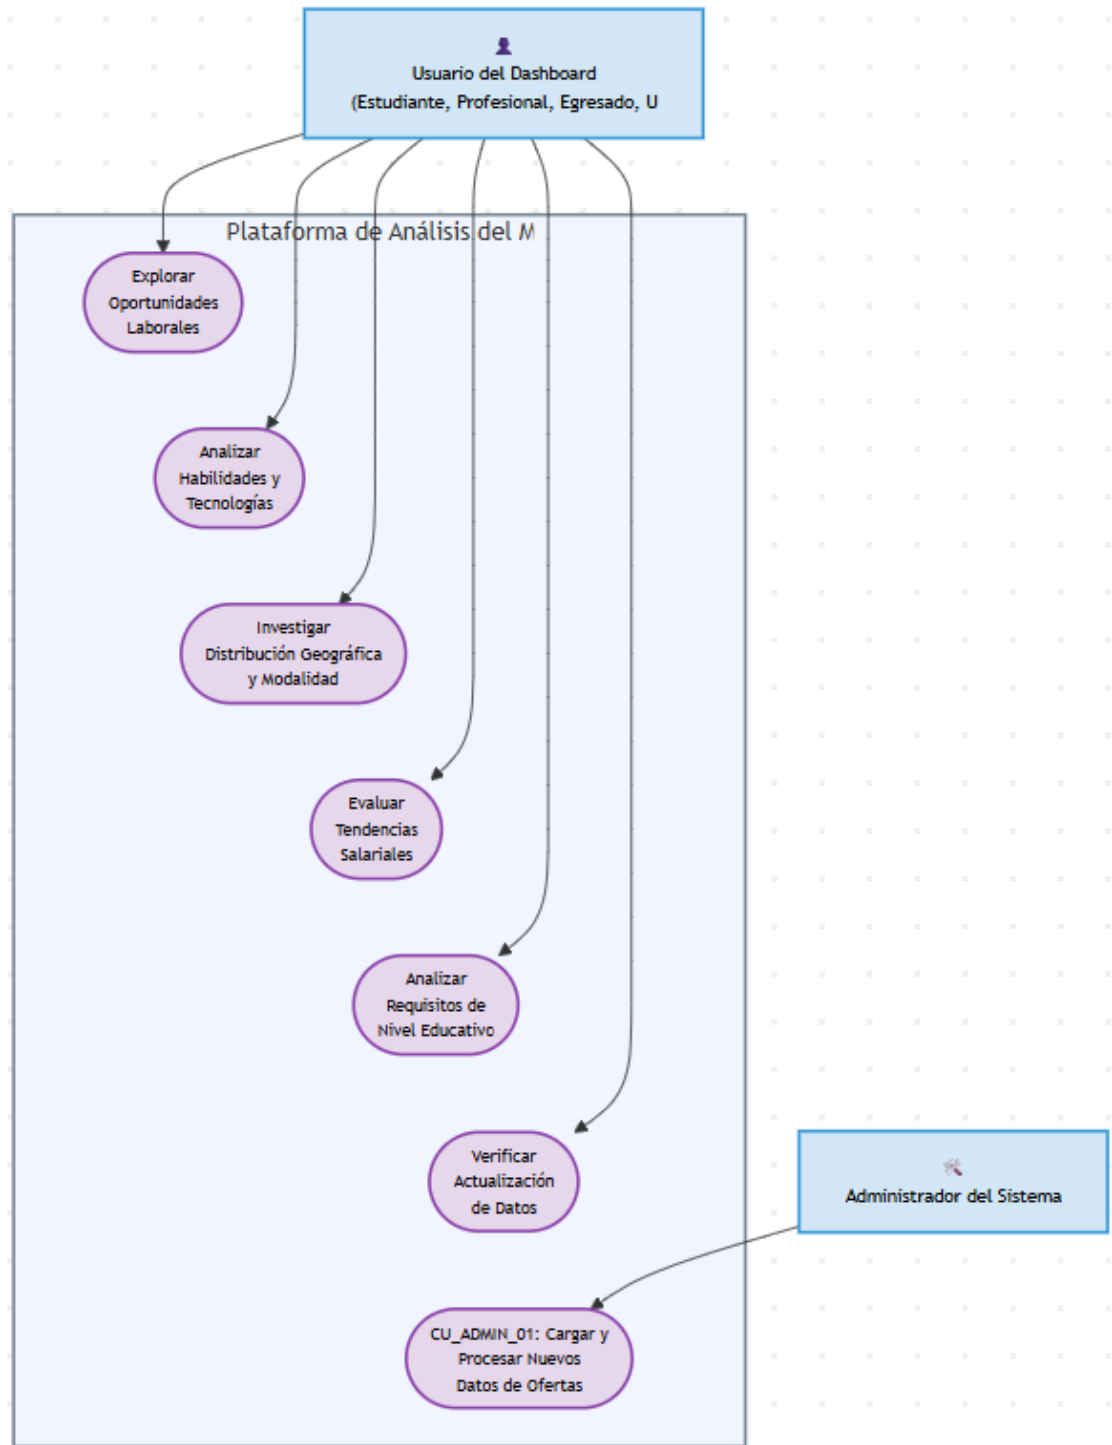 Usuario del Dashboard
(Estudiante, Profesional, Egresado, U
Plataforma de Análisis del M
Explorar
Oportunidades
Laborales
Analizar
Habilidades y
Tecnologías
Investigar
Distribución Geográfica
y Modalidad
Evaluar
Tendencias
Salariales
Analizar
Requisitos de
Nivel Educativo
Verificar
Actualización
de Datos
Administrador del Sistema
CU_ADMIN_01: Cargar y
Procesar Nuevos
Datos de Ofertas